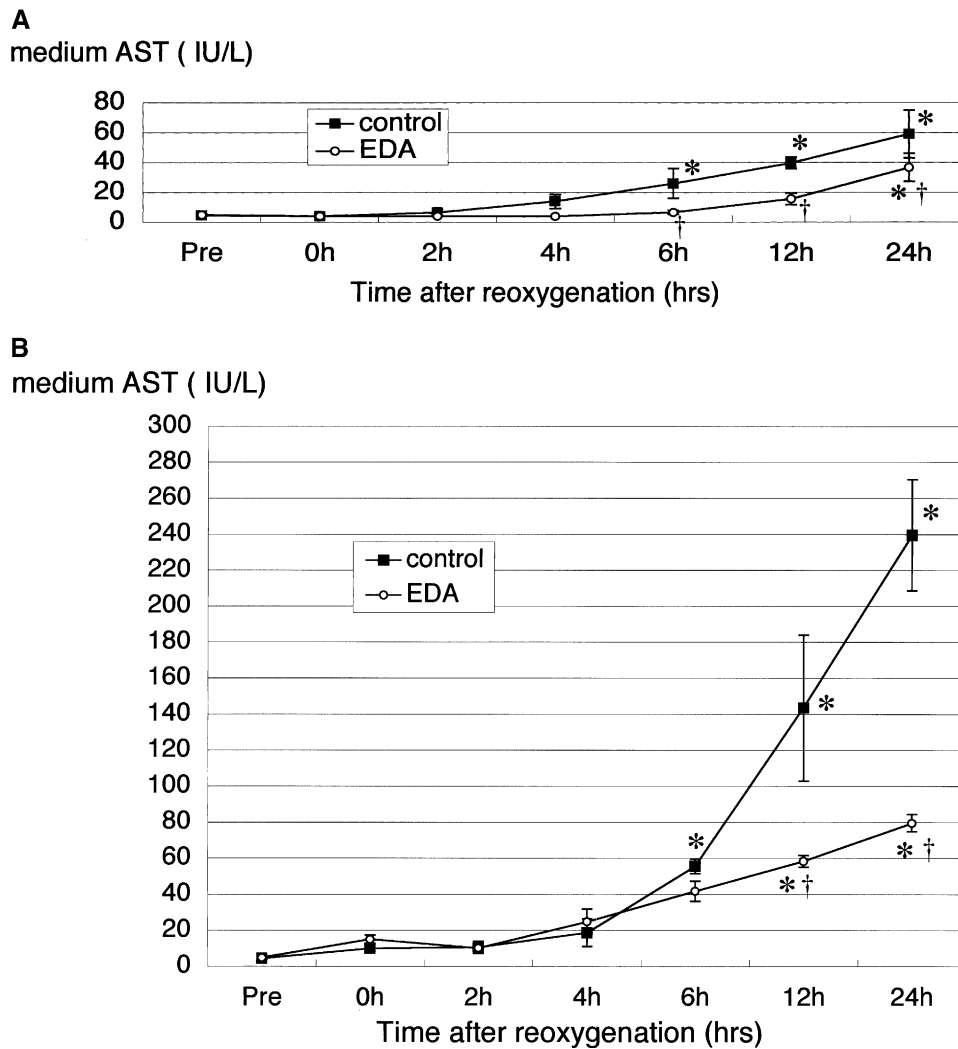 A
medium AST ( IU/L)
80
60
40
20
0
control
EDA
*
*
*
* †
†
†
Pre 0h 2h 4h 6h 12h 24h
Time after reoxygenation (hrs)
B
medium AST ( IU/L)
300
280
260
240
220
200
180
160
140
120
100
80
60
40
20
0
control
EDA
*
*
*
* †
* †
Pre 0h 2h 4h 6h 12h 24h
Time after reoxygenation (hrs)